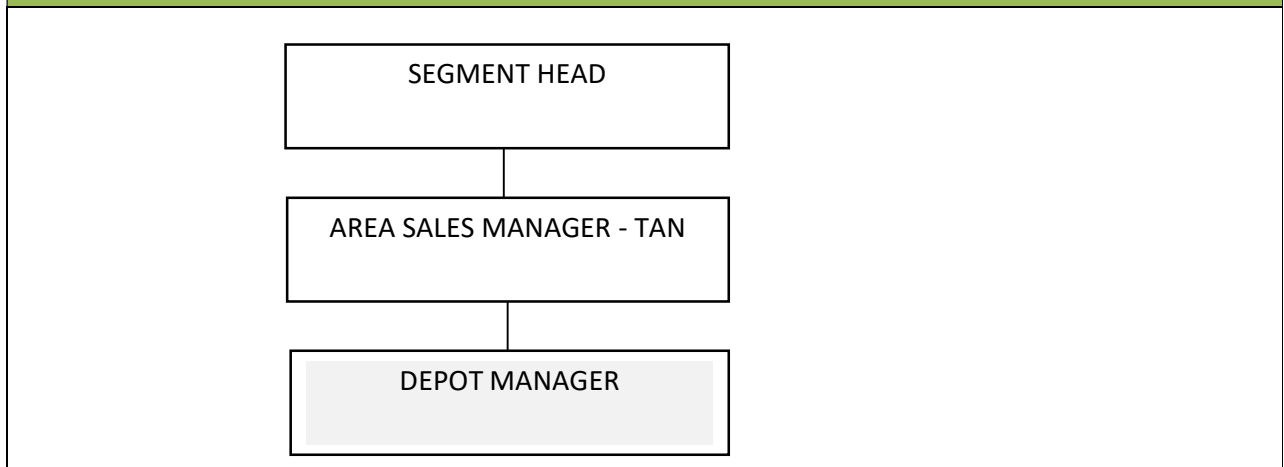 SEGMENT HEAD
AREA SALES MANAGER - TAN
DEPOT MANAGER